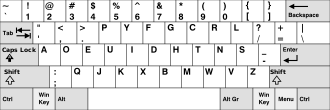 ~ ! @ # $ % ^ & * ( ) { }
` 1 2 3 4 5 6 7 8 9 0 [ ] Backspace
Tab " < > P Y F G C R L ? + |
' , . / = \
Caps Lock A O E U I D H T N S _ Enter
-
Shift : Q J K X B M W V Z Shift
;
Ctrl Win Key Alt Alt Gr Win Key Menu Ctrl